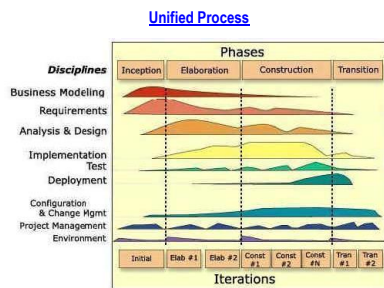 Unified Process
Phases
Disciplines Inception Elaboration Construction Transition
Business Modeling
Requirements
Analysis & Design
Implementation
Test
Deployment
Configuration
& Change Mgmt
Project Management
Environment
Initial Elab #1 Elab #2 Const #1 Const #2 Const #N Tran #1 Tran #2
Iterations